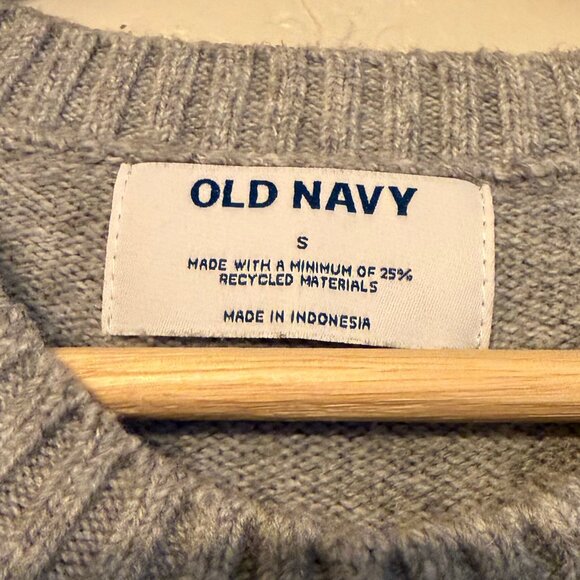 OLD NAVY
S
MADE WITH A MINIMUM OF 25%
RECYCLED MATERIALS
MADE IN INDONESIA